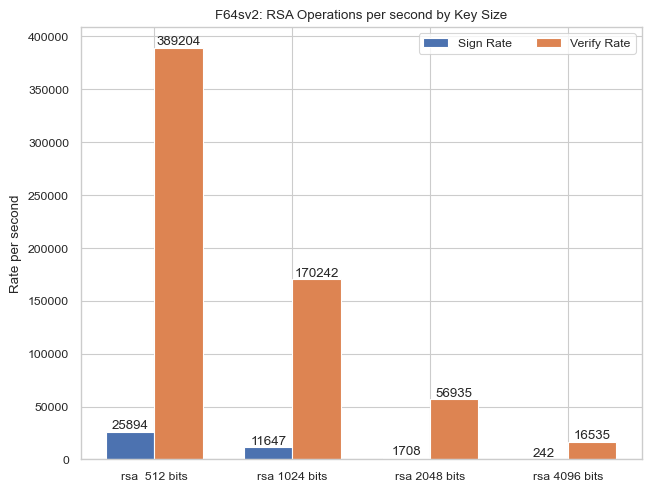 F64sv2: RSA Operations per second by Key Size
Sign Rate
Verify Rate
Rate per second
400000
350000
300000
250000
200000
150000
100000
50000
0
25894
389204
11647
170242
1708
56935
242
16535
rsa  512 bits
rsa 1024 bits
rsa 2048 bits
rsa 4096 bits